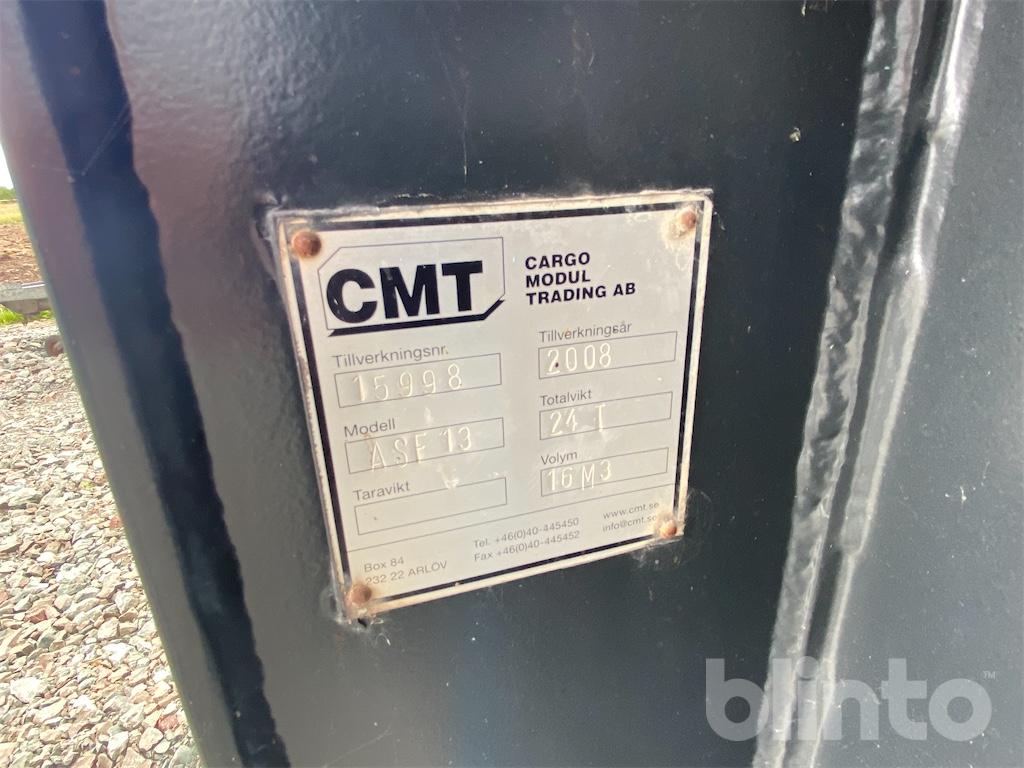 CMT
CARGO
MODUL
TRADING AB
Tillverkningsnr.
15998
Tillverkningsår
2008
Modell
ASF 13
Totalvikt
24 T
Taravikt
Volym
16 M3
Box 84
232 22 ARLÖV
Tel. +46(0)40-445450
Fax +46(0)40-445452
www.cmt.se
info@cmt.se
blinto™